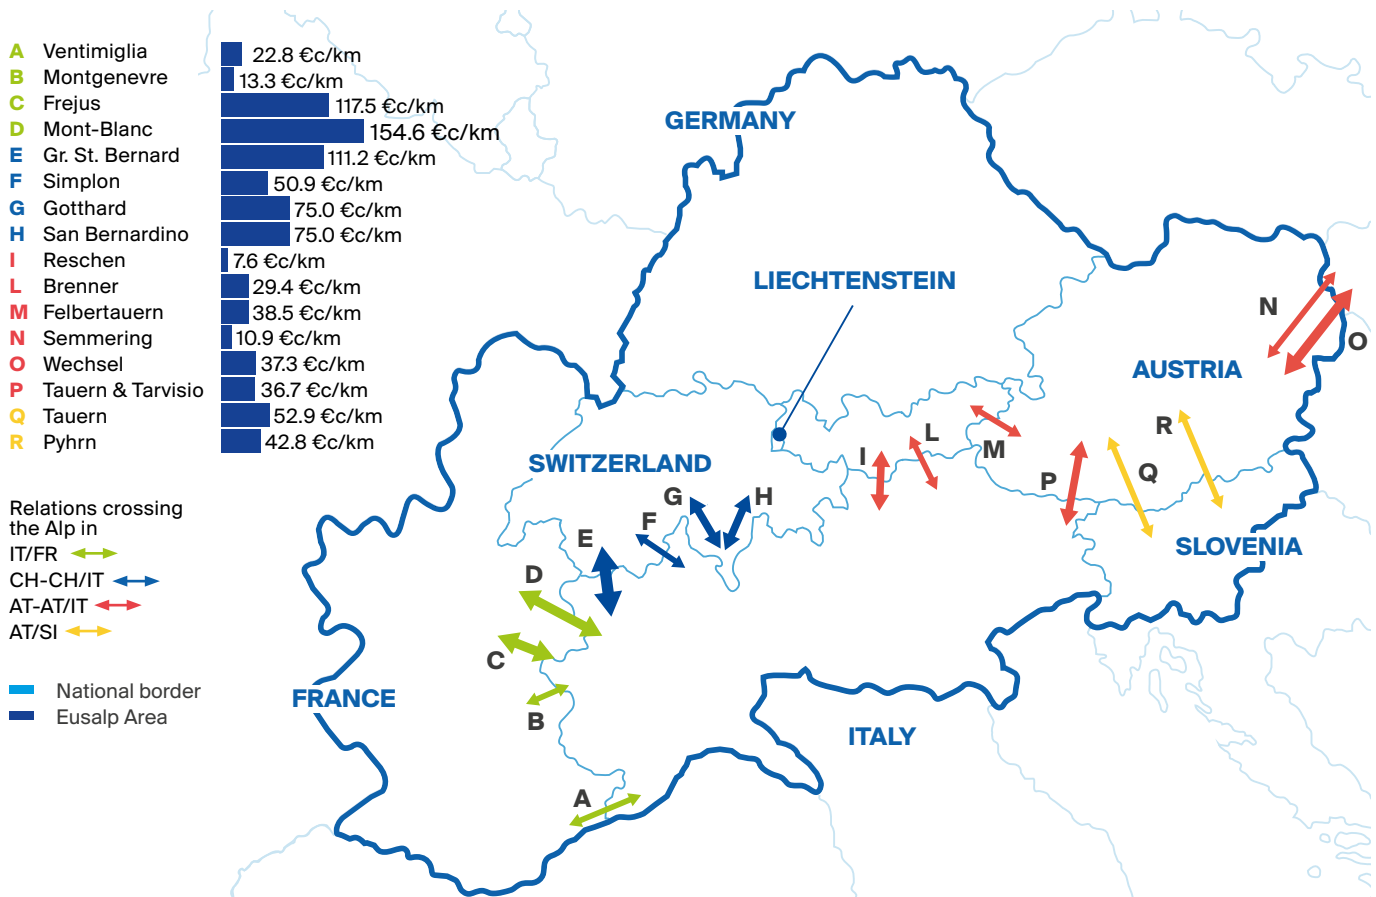 A Ventimiglia 22.8 €c/km
B Montgenevre 13.3 €c/km
C Frejus 117.5 €c/km
D Mont-Blanc 154.6 €c/km
E Gr. St. Bernard 111.2 €c/km
F Simplon 50.9 €c/km
G Gotthard 75.0 €c/km
H San Bernardino 75.0 €c/km
I Reschen 7.6 €c/km
L Brenner 29.4 €c/km
M Felbertauern 38.5 €c/km
N Semmering 10.9 €c/km
O Wechsel 37.3 €c/km
P Tauern & Tarvisio 36.7 €c/km
Q Tauern 52.9 €c/km
R Pyhrn 42.8 €c/km
Relations crossing
the Alp in
IT/FR
CH-CH/IT
AT-AT/IT
AT/SI
National border
Eusalp Area
GERMANY
LIECHTENSTEIN
N
O
AUSTRIA
R
L
M
I
SWITZERLAND
P
Q
G
H
F
E
SLOVENIA
D
C
FRANCE
B
ITALY
A